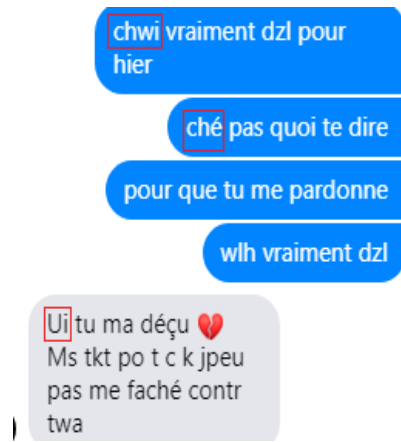 chwi vraiment dzl pour
hier
ché pas quoi te dire
pour que tu me pardonne
wlh vraiment dzl
Ui tu ma déçu 💔
Ms tkt po t c k jpeu
pas me faché contr
twa